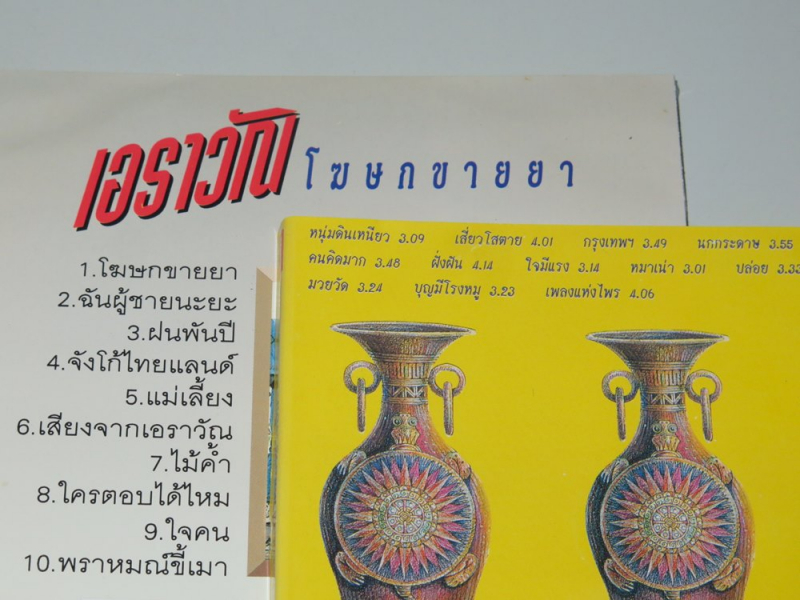 เอราวัณ โฆษกขายยา
1.โฆษกขายยา
2.ฉันผู้ชายนะยะ
3.ฝนพันปี
4.จังโก้ไทยแลนด์
5.แม่เลี้ยง
6.เสียงจากเอราวัณ
7.ไม้ค้ำ
8.ใครตอบได้ไหม
9.ใจคน
10.พราหมณ์ขี้เมา
หนุ่มดินเหนียว 3.09 เสี่ยวโสตาย 4.01 กรุงเทพฯ 3.49 นกกระดาษ 3.55
คนคิดมาก 3.48 ฝั่งฝัน 4.14 ใจมีแรง 3.14 หมาเน่า 3.01 ปล่อย 3.33
มวยวัด 3.24 บุญมีโรงหมู 3.23 เพลงแห่งไพร 4.06